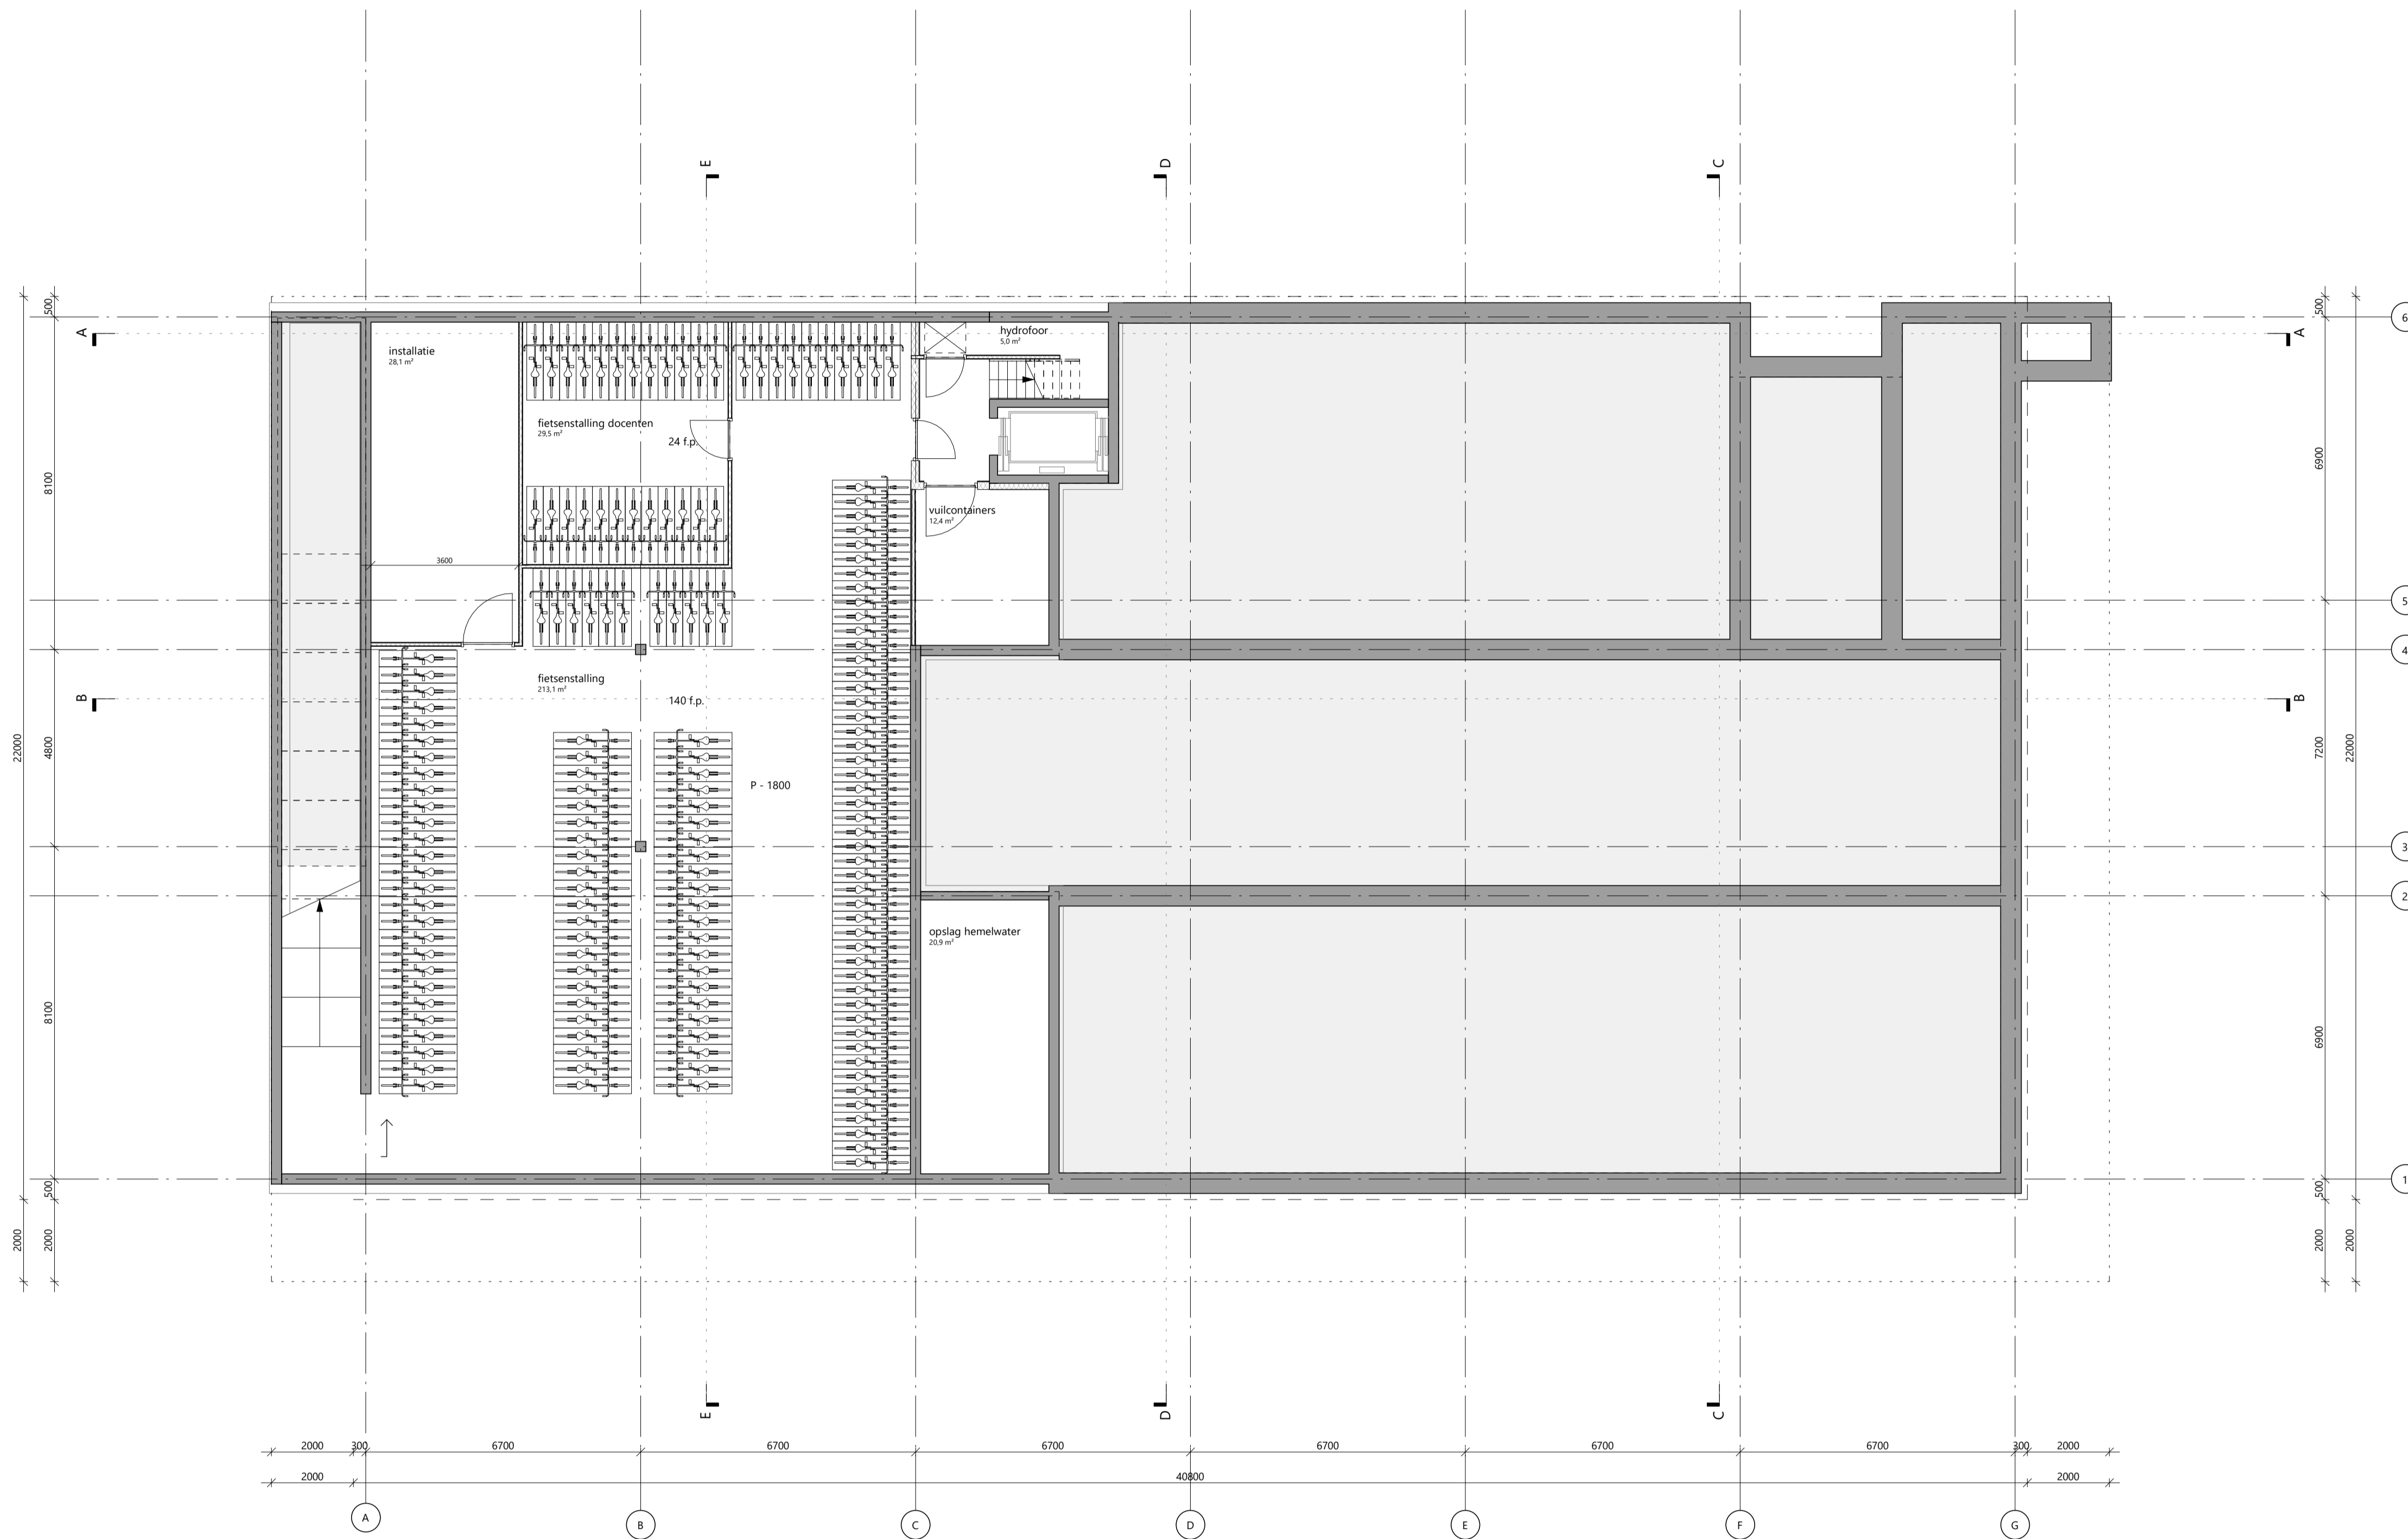 E
D
C
500
500
6
A
A
hydrofoor
5,0 m²
installatie
28,1 m²
fietsenstalling docenten
29,5 m²
24 f.p.
8100
6900
vuilcontainers
12,4 m²
3600
5
4
fietsenstalling
213,1 m²
140 f.p.
B
B
22000
4800
7200
22000
P - 1800
3
2
opslag hemelwater
20,9 m²
8100
6900
500
500
1
2000
2000
2000
2000
E
D
C
2000
300
6700
6700
6700
6700
6700
6700
300
2000
2000
40800
2000
A
B
C
D
E
F
G